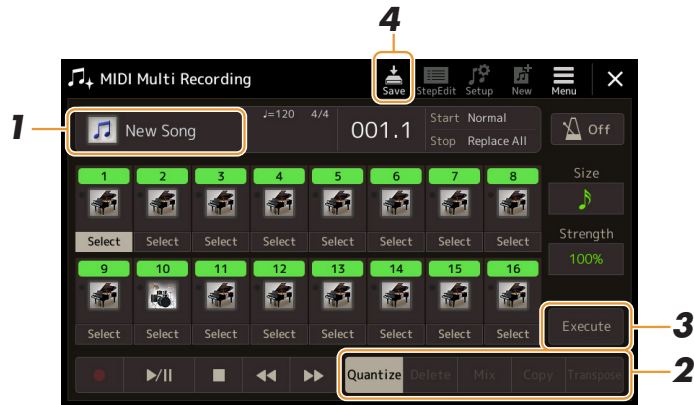 4
MIDI Multi Recording
Save StepEdit Setup New Menu
1
New Song
♩=120 4/4
001.1
Start Normal
Stop Replace All
Off
1 2 3 4 5 6 7 8
Size
Select Select Select Select Select Select Select Select
Strength
100%
9 10 11 12 13 14 15 16
Select Select Select Select Select Select Select Select
Execute
3
Quantize Delete Mix Copy Transpose
2